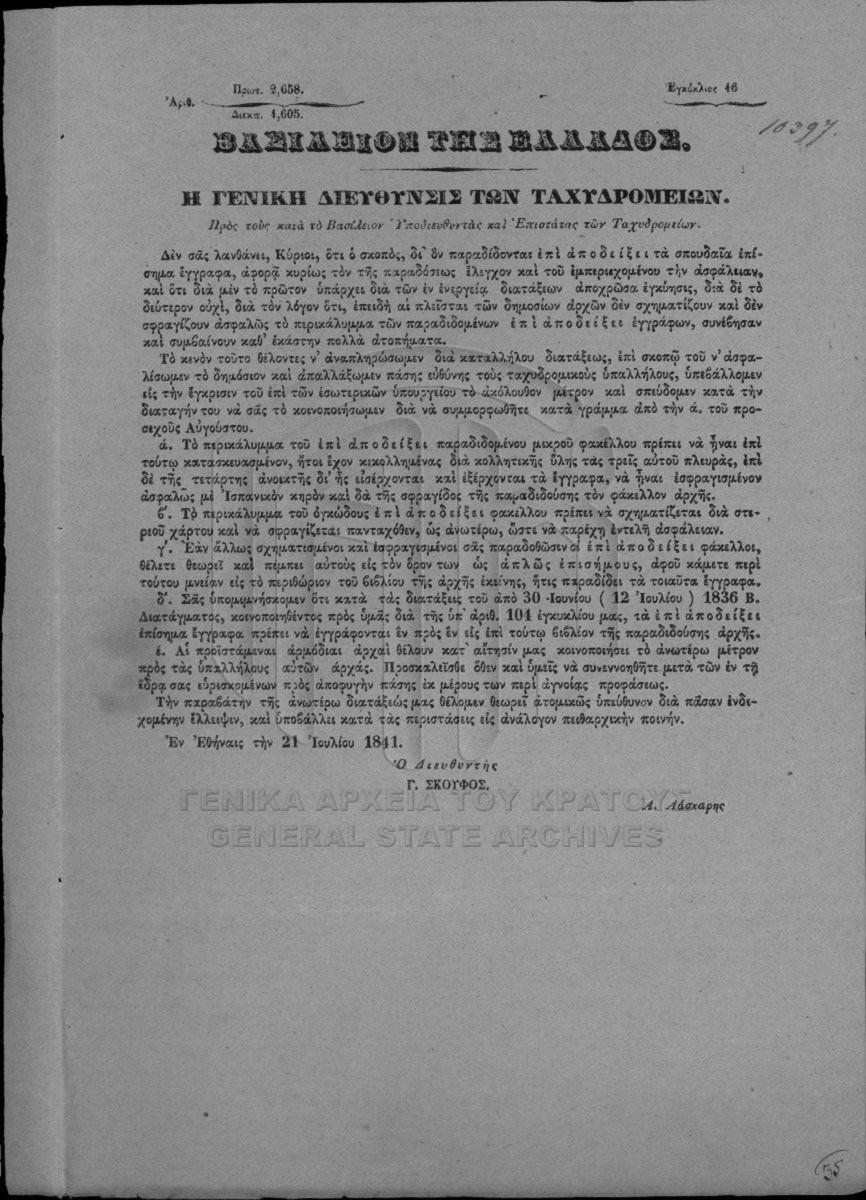 Ἀριθ. Πρωτ. 2,658.
Διεκπ. 1,605.
Ἐγκύκλιος 46
10397.
ΒΑΣΙΛΕΙΟΝ ΤΗΣ ΕΛΛΑΔΟΣ.
Η ΓΕΝΙΚΗ ΔΙΕΥΘΥΝΣΙΣ ΤΩΝ ΤΑΧΥΔΡΟΜΕΙΩΝ.
Πρὸς τοὺς κατὰ τὸ Βασίλειον Ὑποδιευθυντὰς καὶ Ἐπιστάτας τῶν Ταχυδρομείων.
Δὲν σᾶς λανθάνει, Κύριοι, ὅτι ὁ σκοπὸς, δι' ὃν παραδίδονται ἐπὶ ἀποδείξει τὰ σπουδαῖα ἐπί-
σημα ἔγγραφα, ἀφορᾷ κυρίως τὸν τῆς παραδόσεως ἔλεγχον καὶ τοῦ ἐμπεριεχομένου τὴν ἀσφάλειαν,
καὶ ὅτι διὰ μὲν τὸ πρῶτον ὑπάρχει διὰ τῶν ἐν ἐνεργείᾳ διατάξεων ἀποχρῶσα ἐγκύησις, διὰ δὲ τὸ
δεύτερον οὐχὶ, διὰ τὸν λόγον ὅτι, ἐπειδὴ αἱ πλεῖσται τῶν δημοσίων ἀρχῶν δὲν σχηματίζουν καὶ δὲν
σφραγίζουν ἀσφαλῶς τὸ περικάλυμμα τῶν παραδιδομένων ἐπὶ ἀποδείξει ἐγγράφων, συνέβησαν
καὶ συμβαίνουν καθ' ἑκάστην πολλὰ ἀτοπήματα.
Τὸ κενὸν τοῦτο θέλοντες ν' ἀναπληρώσωμεν διὰ καταλλήλου διατάξεως, ἐπὶ σκοπῷ τοῦ ν' ἀσφα-
λίσωμεν τὸ δημόσιον καὶ ἀπαλλάξωμεν πάσης εὐθύνης τοὺς ταχυδρομικοὺς ὑπαλλήλους, ὑπεβάλλομεν
εἰς τὴν ἔγκρισιν τοῦ ἐπὶ τῶν ἐσωτερικῶν ὑπουργείου τὸ ἀκόλουθον μέτρον καὶ σπεύδομεν κατὰ τὴν
διαταγήν του νὰ σᾶς τὸ κοινοποιήσωμεν διὰ νὰ συμμορφωθῆτε κατὰ γράμμα ἀπὸ τὴν ά. τοῦ προ-
σεχοῦς Αὐγούστου.
ά. Τὸ περικάλυμμα τοῦ ἐπὶ ἀποδείξει παραδιδομένου μικροῦ φακέλλου πρέπει νὰ ἦναι ἐπὶ
τούτῳ κατασκευασμένον, ἤτοι ἔχον κεκολλημένας διὰ κολλητικῆς ὕλης τὰς τρεῖς αὐτοῦ πλευρὰς, ἐπὶ
δὲ τῆς τετάρτης ἀνοικτῆς δι' ἧς εἰσέρχονται καὶ ἐξέρχονται τὰ ἔγγραφα, νὰ ἦναι ἐσφραγισμένον
ἀσφαλῶς μὲ Ἱσπανικὸν κηρὸν καὶ δὰ τῆς σφραγίδος τῆς παραδιδούσης τὸν φάκελλον ἀρχῆς.
β'. Τὸ περικάλυμμα τοῦ ὀγκώδους ἐπὶ ἀποδείξει φακέλλου πρέπει νὰ σχηματίζεται διὰ στε-
ρεοῦ χάρτου καὶ νὰ σφραγίζεται πανταχόθεν, ὡς ἀνωτέρω, ὥστε νὰ παρέχῃ ἐντελῆ ἀσφάλειαν.
γ'. Ἐὰν ἄλλως σχηματισμένοι καὶ ἐσφραγισμένοι σᾶς παραδοθῶσιν οἱ ἐπὶ ἀποδείξει φάκελλοι,
θέλετε θεωρεῖ καὶ πέμπει αὐτοὺς εἰς τὸν ὅρον των ὡς ἁπλῶς ἐπισήμους, ἀφοῦ κάμετε περὶ
τούτου μνείαν εἰς τὸ περιθώριον τοῦ βιβλίου τῆς ἀρχῆς ἐκείνης, ἥτις παραδίδει τὰ τοιαῦτα ἔγγραφα.
δ'. Σᾶς ὑπομιμνήσκομεν ὅτι κατὰ τὰς διατάξεις τοῦ ἀπὸ 30 Ἰουνίου ( 12 Ἰουλίου ) 1836 Β.
Διατάγματος, κοινοποιηθέντος πρὸς ὑμᾶς διὰ τῆς ὑπ' ἀριθ. 104 ἐγκυκλίου μας, τὰ ἐπὶ ἀποδείξει
ἐπίσημα ἔγγραφα πρέπει νὰ ἐγγράφονται ἓν πρὸς ἓν εἰς ἐπὶ τούτῳ βιβλίον τῆς παραδιδούσης ἀρχῆς.
έ. Αἱ προϊστάμεναι ἁρμόδιαι ἀρχαὶ θέλουν κατ' αἴτησίν μας κοινοποιήσει τὸ ἀνωτέρω μέτρον
πρὸς τὰς ὑπαλλήλους αὐτῶν ἀρχάς. Προσκαλεῖσθε ὅθεν καὶ ὑμεῖς νὰ συνεννοηθῆτε μετὰ τῶν ἐν τῇ
ἕδρᾳ σας εὑρισκομένων πρὸς ἀποφυγὴν πάσης ἐκ μέρους των περὶ ἀγνοίας προφάσεως.
Τὴν παραβάτην τῆς ἀνωτέρω διατάξεώς μας θέλομεν θεωρεῖ ἀτομικῶς ὑπεύθυνον διὰ πᾶσαν ἐνδε-
χομένην ἔλλειψιν, καὶ ὑποβάλλει κατὰ τὰς περιστάσεις εἰς ἀνάλογον πειθαρχικὴν ποινήν.
Ἐν Ἀθήναις τὴν 21 Ἰουλίου 1841.
Ὁ Διευθυντὴς
Γ. ΣΚΟΥΦΟΣ.
Α. Λάσκαρης
ΓΕΝΙΚΑ ΑΡΧΕΙΑ ΤΟΥ ΚΡΑΤΟΥΣ
GENERAL STATE ARCHIVES